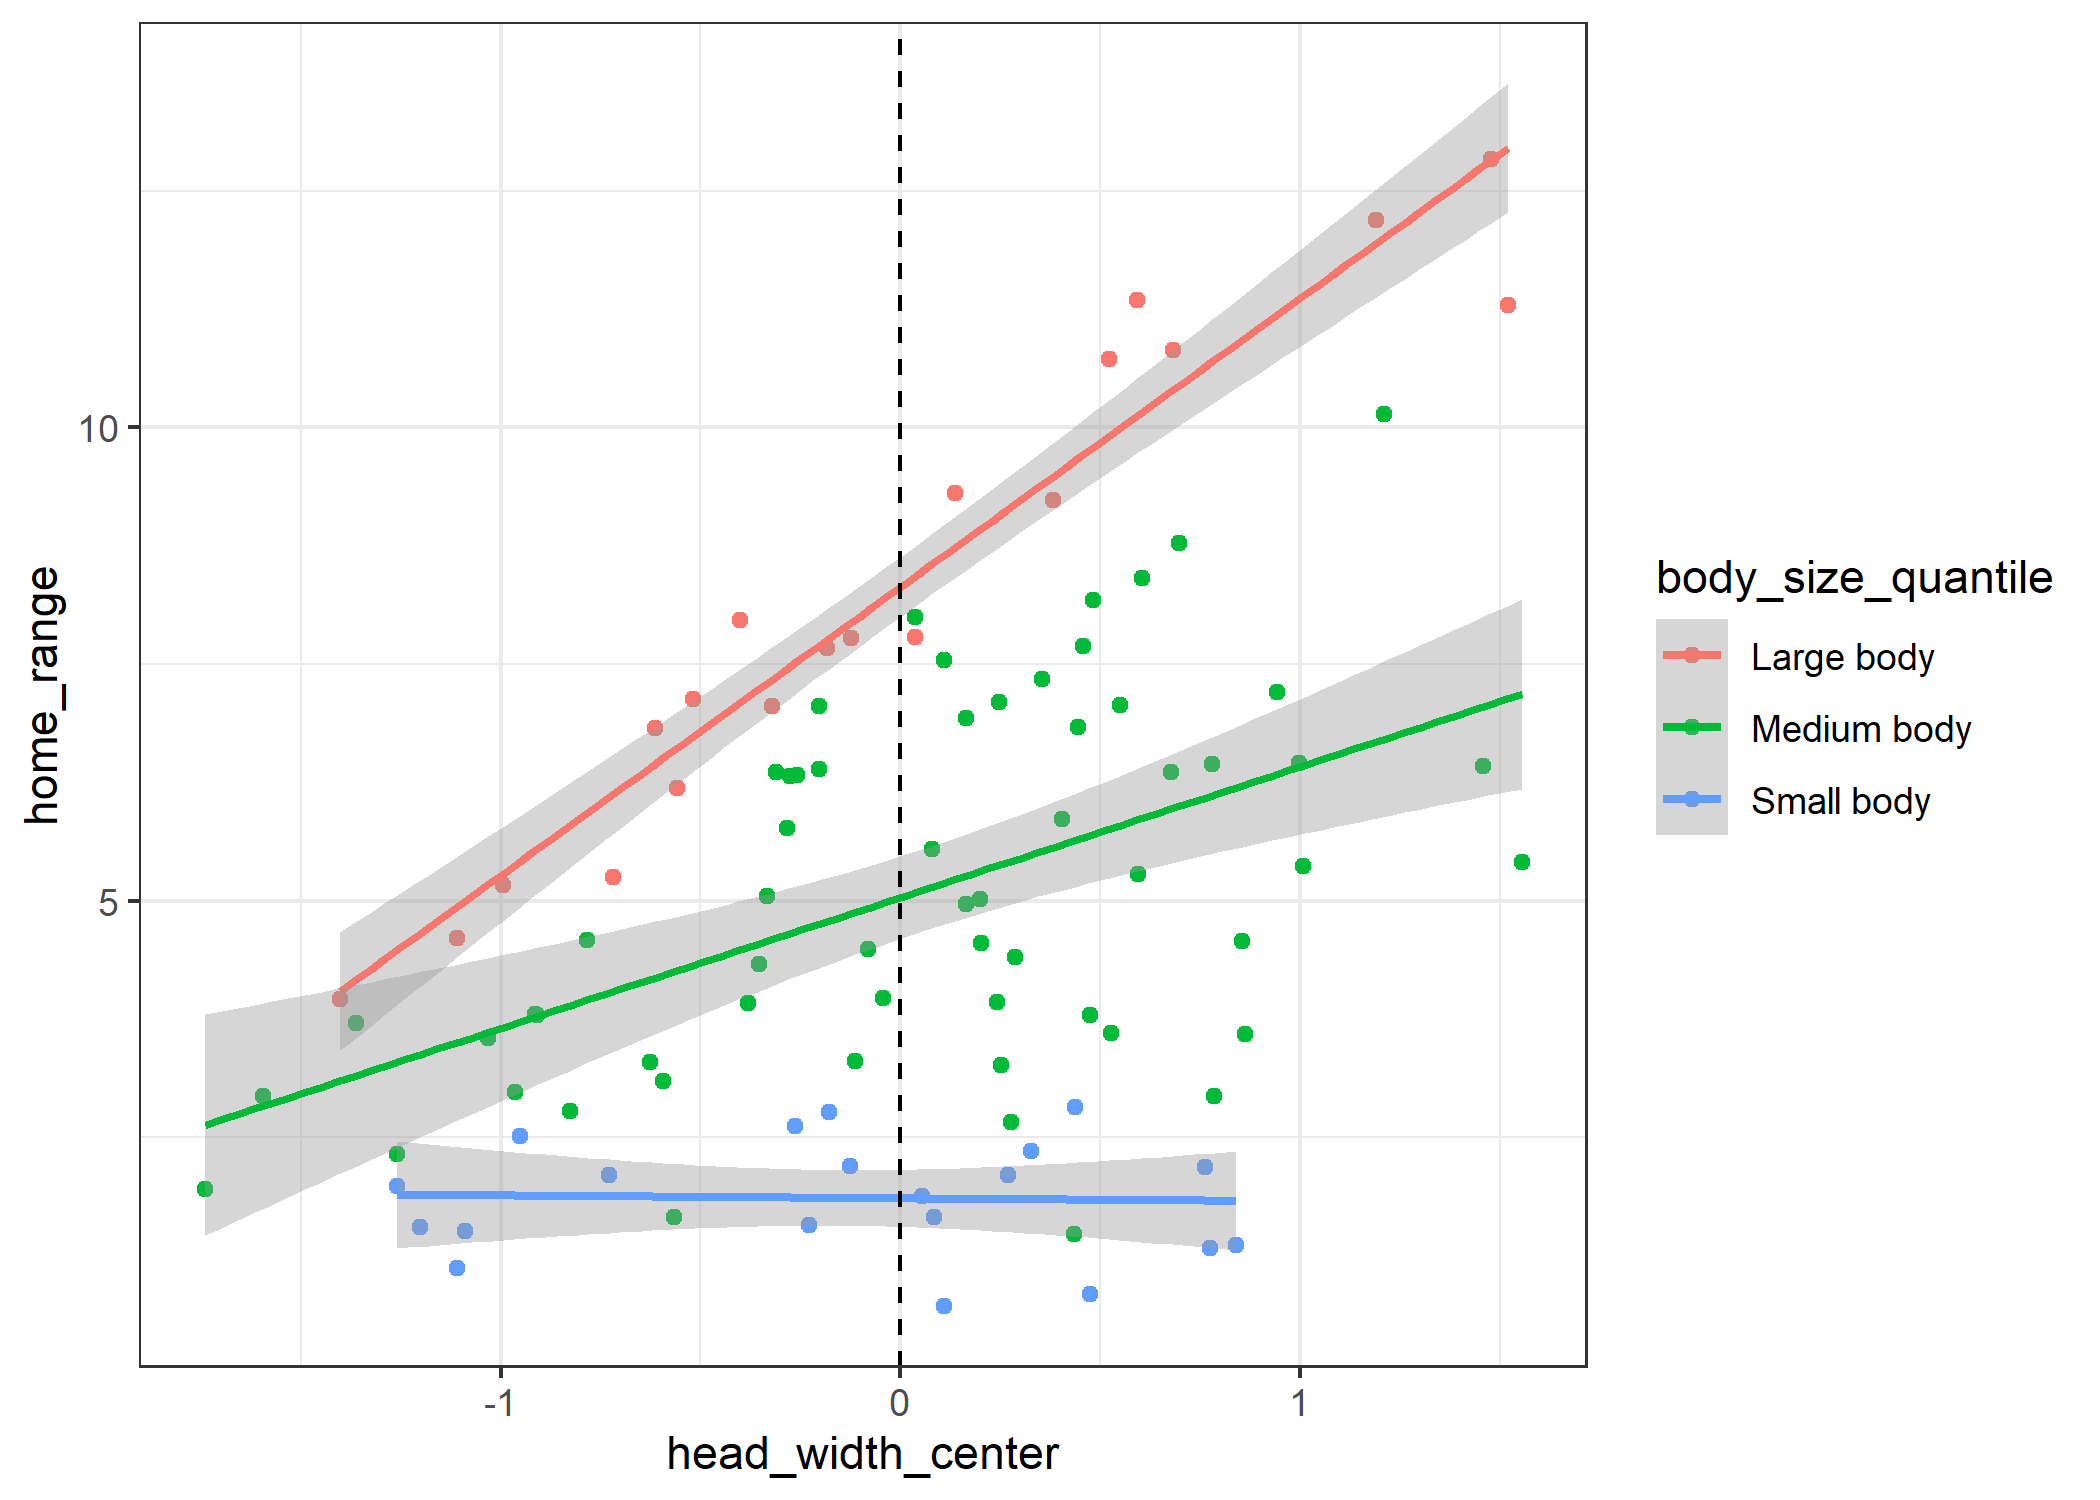 home_range
10
5
-1
0
1
head_width_center
body_size_quantile
Large body
Medium body
Small body